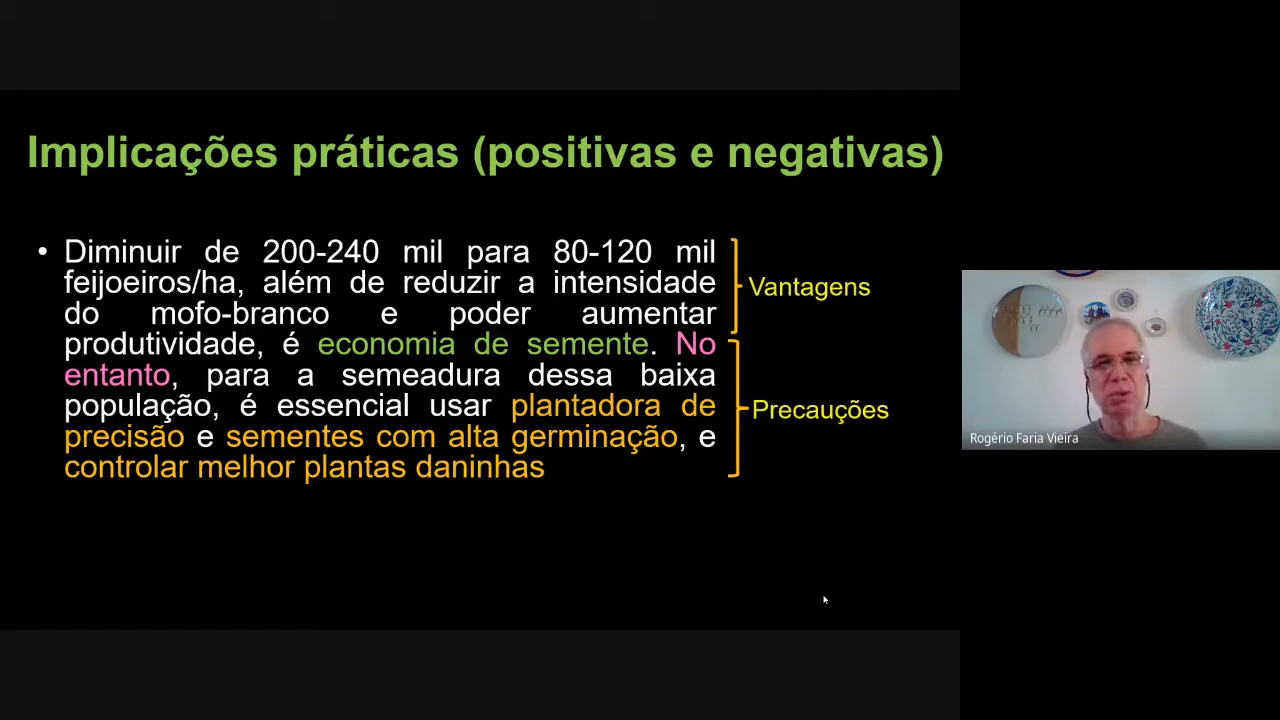 Implicações práticas (positivas e negativas)
• Diminuir de 200-240 mil para 80-120 mil
feijoeiros/ha, além de reduzir a intensidade
do mofo-branco e poder aumentar
produtividade, é economia de semente. No
entanto, para a semeadura dessa baixa
população, é essencial usar plantadora de
precisão e sementes com alta germinação, e
controlar melhor plantas daninhas
Vantagens
Precauções
Rogério Faria Vieira